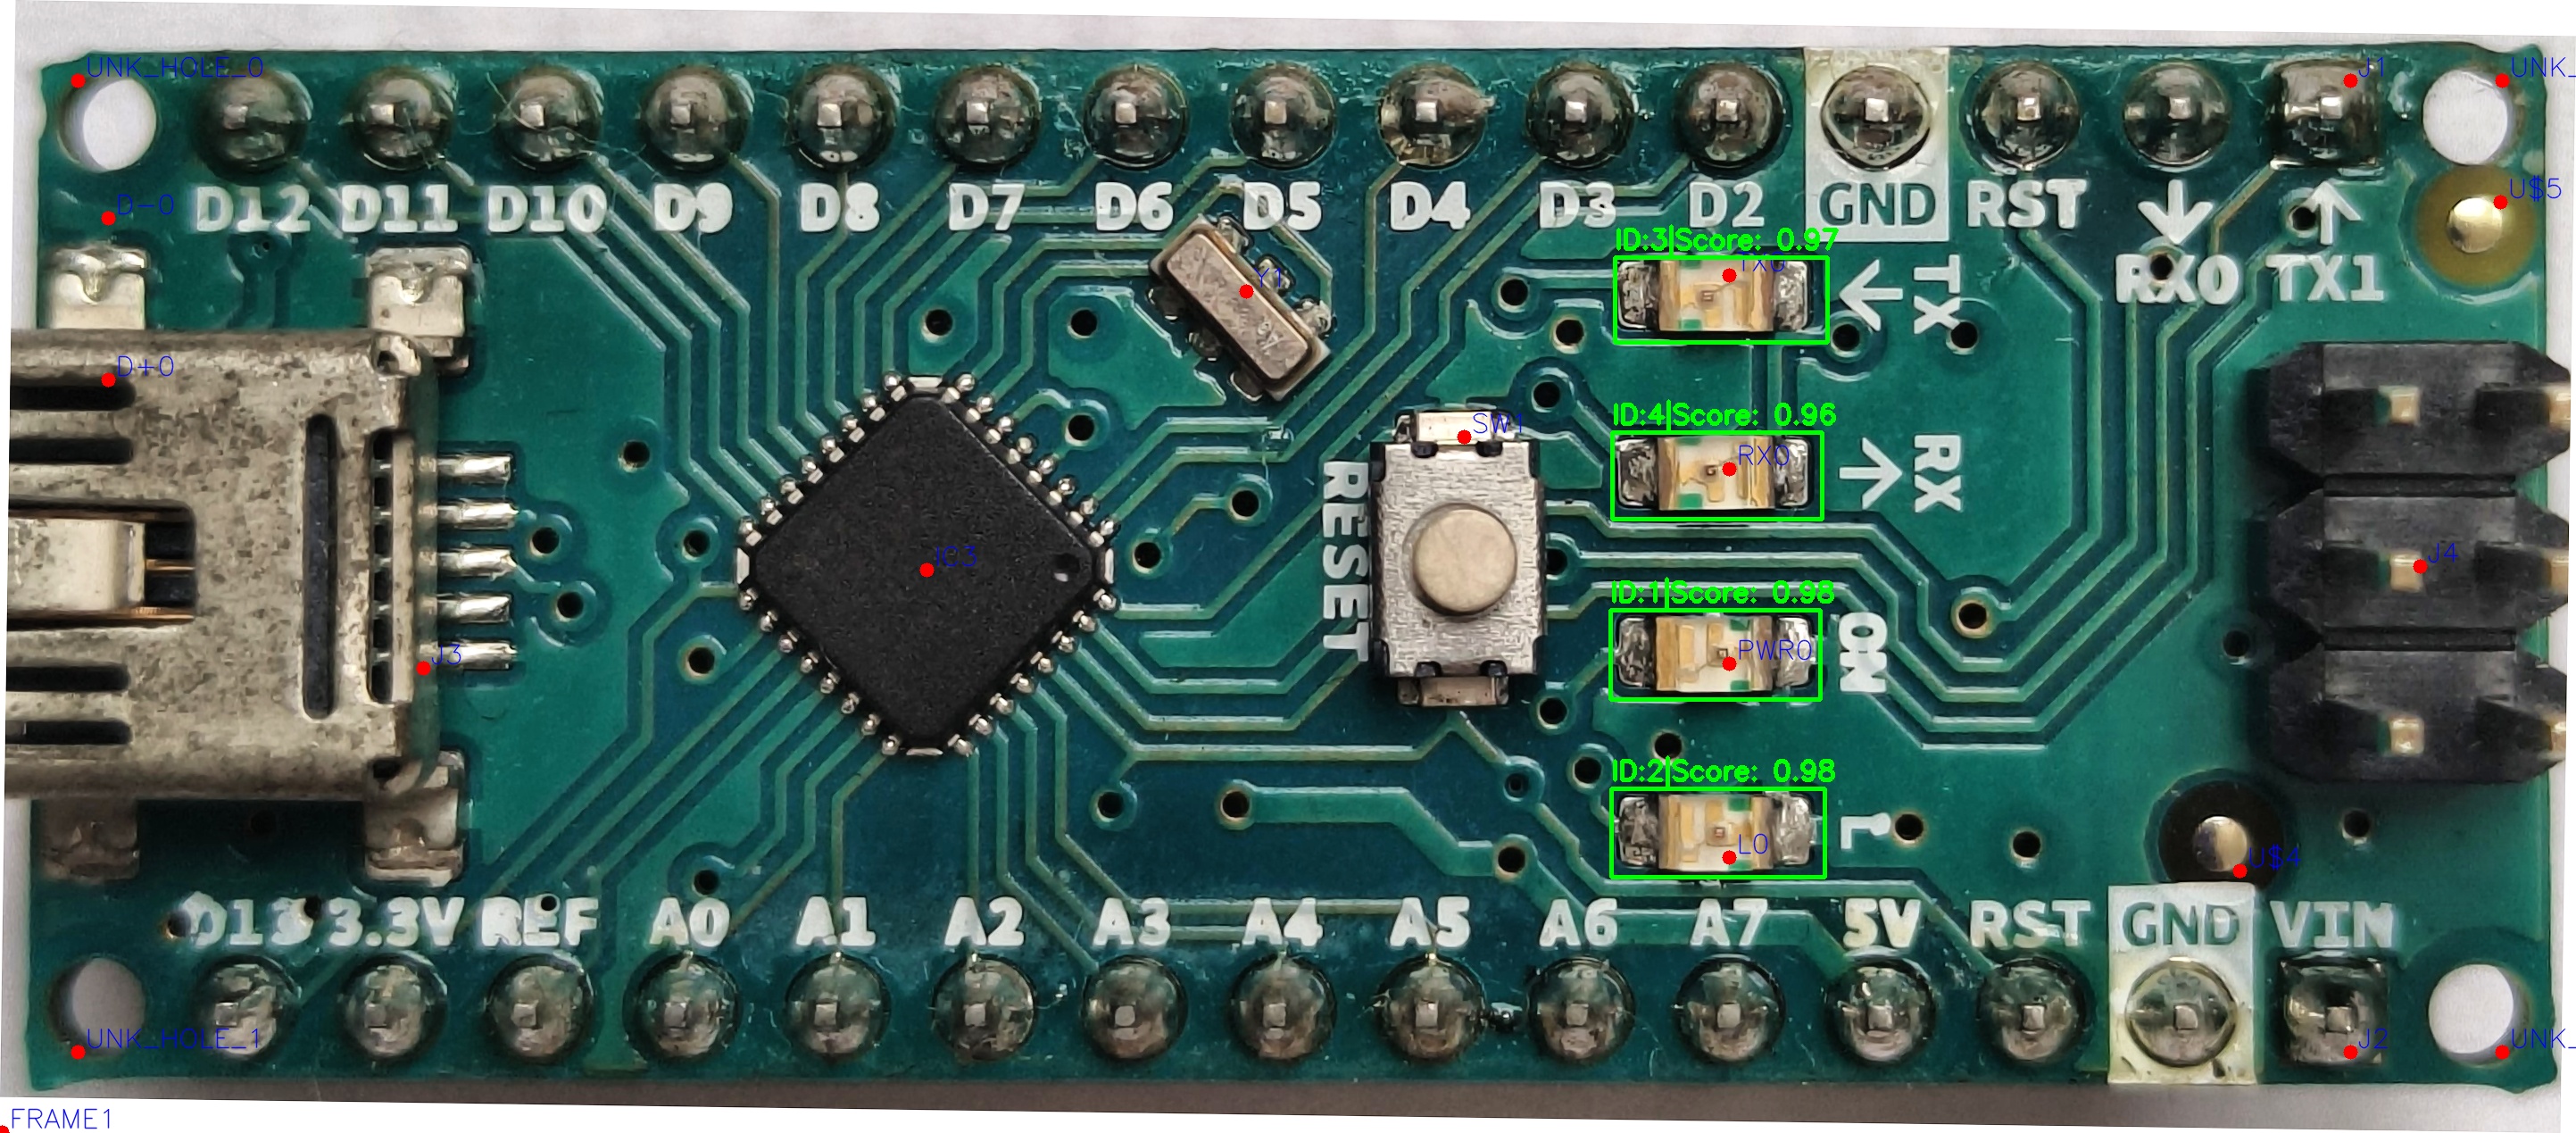 UNK_HOLE_0
J1
UNK_
D-0
U$5
D12 D11 D10 D9 D8 D7 D6 D5 D4 D3 D2 GND RST
RX0 TX1
ID:3|Score: 0.97
TX0
TX
Y1
D+0
ID:4|Score: 0.96
SW1
RX0
RX
RESET
IC3
J4
ID:1|Score: 0.98
PWR0
ON
J3
ID:2|Score: 0.98
L0
L
U$4
D13 3.3V REF A0 A1 A2 A3 A4 A5 A6 A7 5V RST GND VIN
UNK_HOLE_1
J2
UNK_
FRAME1